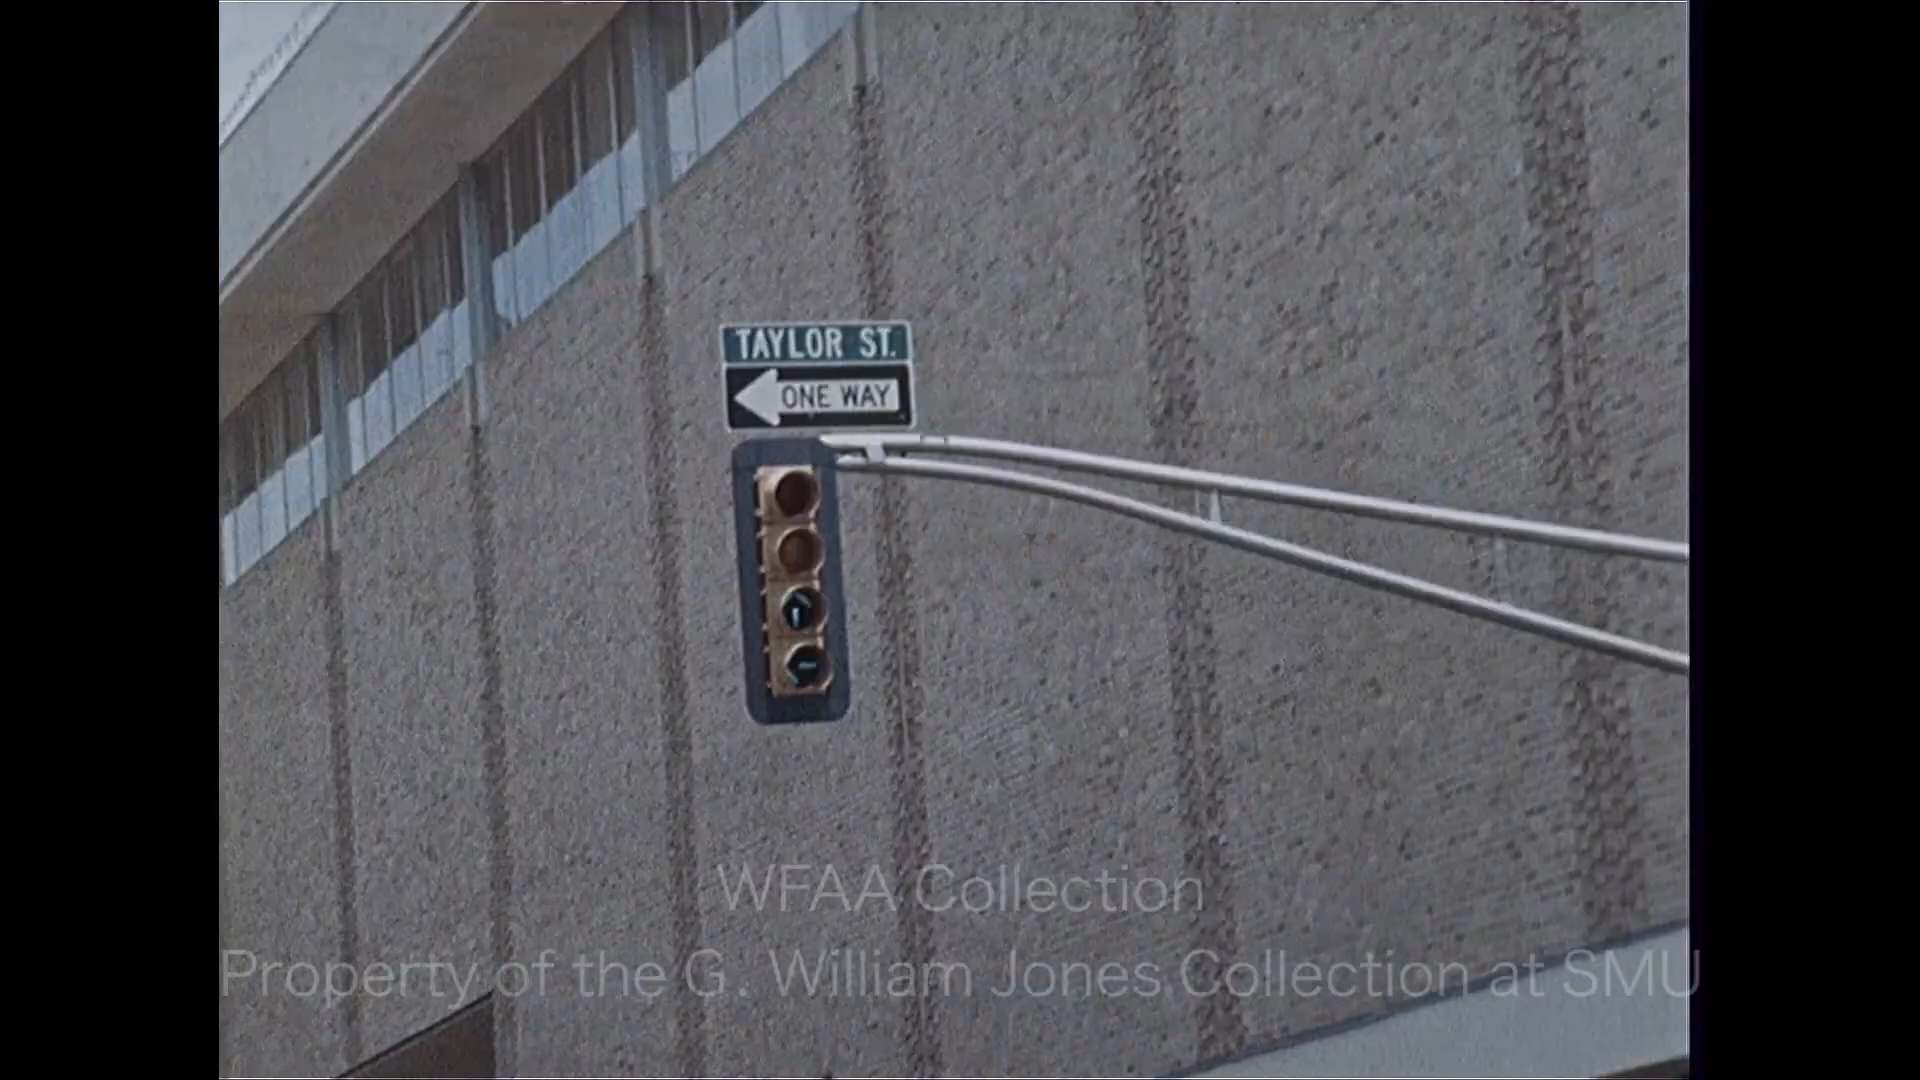 TAYLOR ST.
ONE WAY
WFAA Collection
Property of the G. William Jones Collection at SMU